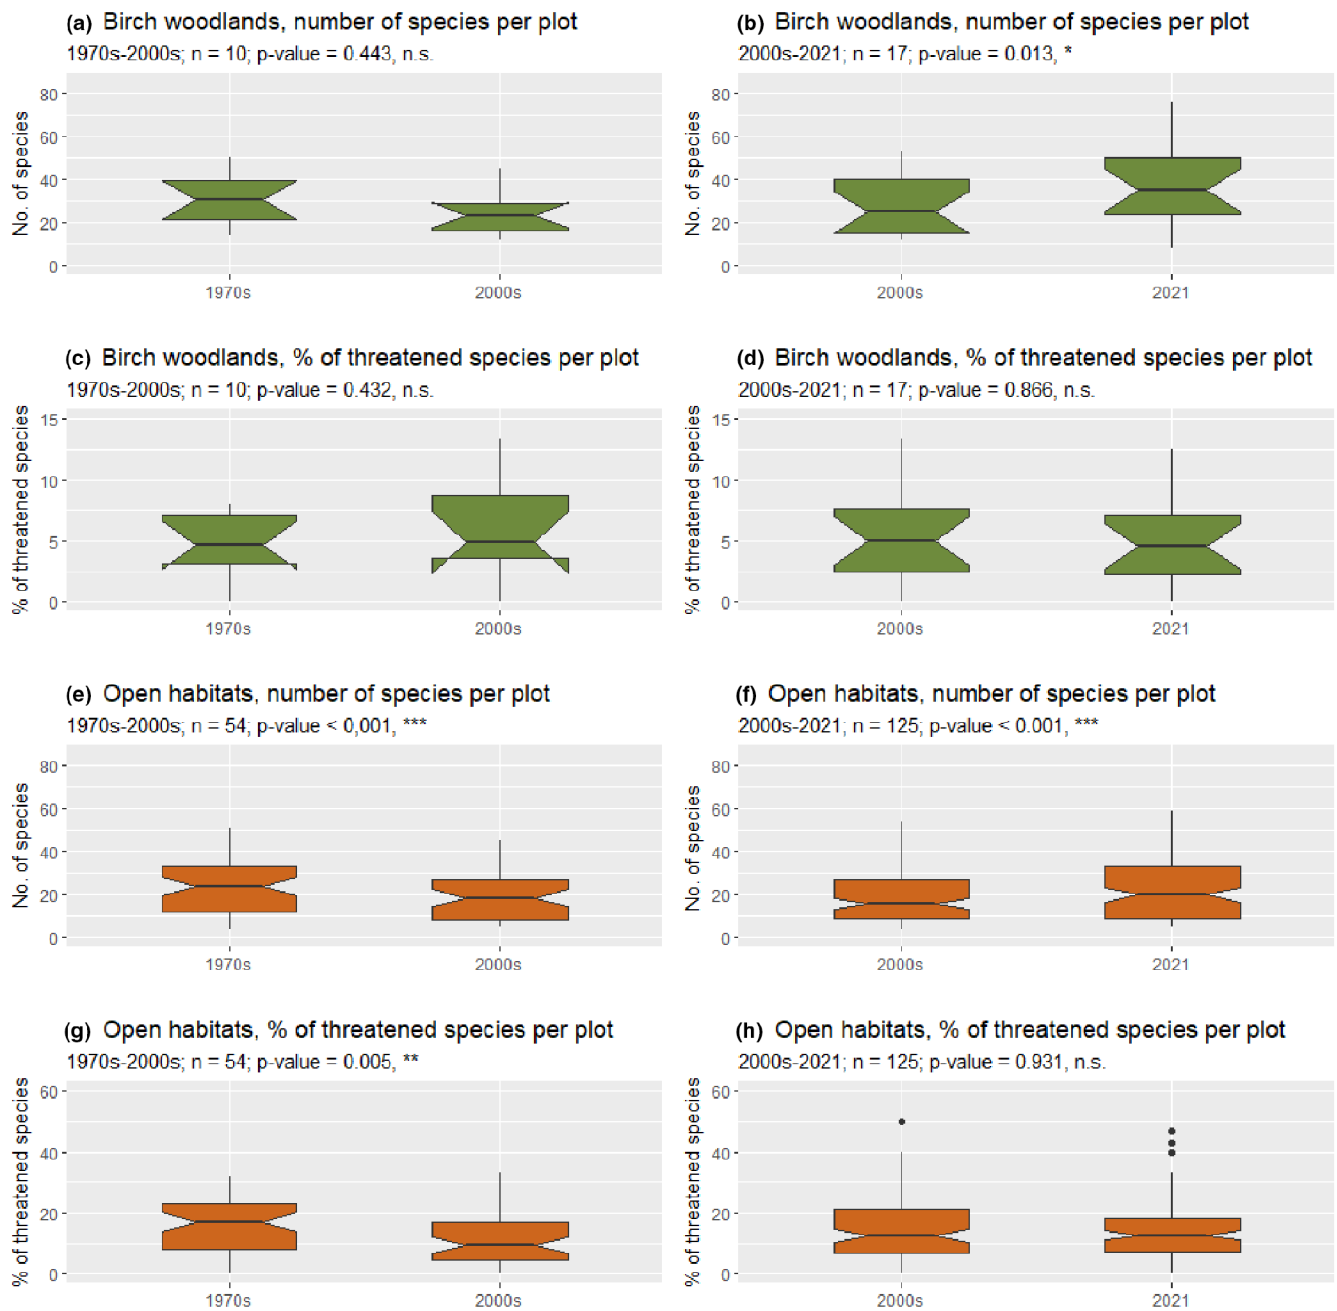 (a) Birch woodlands, number of species per plot
1970s-2000s; n = 10; p-value = 0.443, n.s.
No. of species
80
60
40
20
0
1970s
2000s
(b) Birch woodlands, number of species per plot
2000s-2021; n = 17; p-value = 0.013, *
No. of species
80
60
40
20
0
2000s
2021
(c) Birch woodlands, % of threatened species per plot
1970s-2000s; n = 10; p-value = 0.432, n.s.
% of threatened species
15
10
5
0
1970s
2000s
(d) Birch woodlands, % of threatened species per plot
2000s-2021; n = 17; p-value = 0.866, n.s.
% of threatened species
15
10
5
0
2000s
2021
(e) Open habitats, number of species per plot
1970s-2000s; n = 54; p-value < 0,001, ***
No. of species
80
60
40
20
0
1970s
2000s
(f) Open habitats, number of species per plot
2000s-2021; n = 125; p-value < 0.001, ***
No. of species
80
60
40
20
0
2000s
2021
(g) Open habitats, % of threatened species per plot
1970s-2000s; n = 54; p-value = 0.005, **
% of threatened species
60
40
20
0
1970s
2000s
(h) Open habitats, % of threatened species per plot
2000s-2021; n = 125; p-value = 0.931, n.s.
% of threatened species
60
40
20
0
2000s
2021